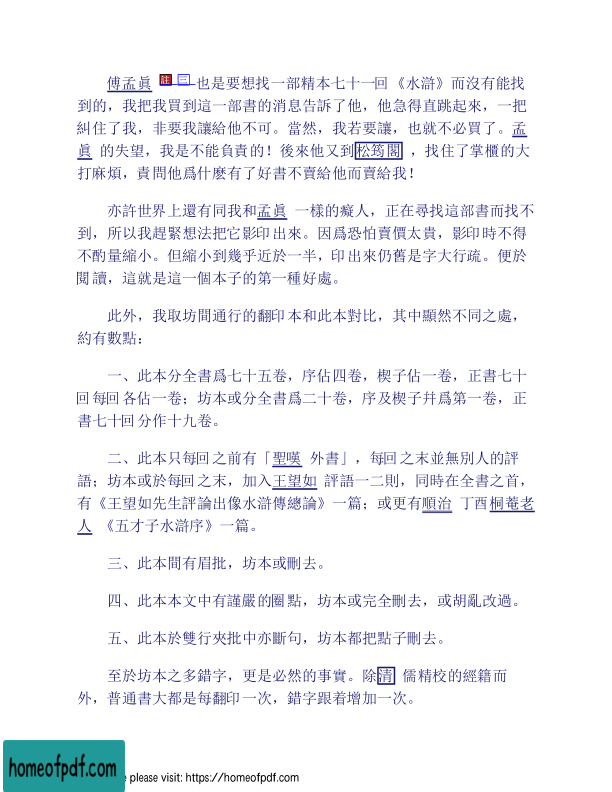 傅孟眞 註 三 也是要想找一部精本七十一回《水滸》而沒有能找
到的，我把我買到這一部書的消息告訴了他，他急得直跳起來，一把
糾住了我，非要我讓給他不可。當然，我若要讓，也就不必買了。孟
眞 的失望，我是不能負責的！後來他又到松筠閣 ，找住了掌櫃的大
打麻煩，責問他爲什麼有了好書不賣給他而賣給我！
亦許世界上還有同我和孟眞 一樣的癡人，正在尋找這部書而找不
到，所以我趕緊想法把它影印出來。因爲恐怕賣價太貴，影印時不得
不酌量縮小。但縮小到幾乎近於一半，印出來仍舊是字大行疏。便於
閱讀，這就是這一個本子的第一種好處。
此外，我取坊間通行的翻印本和此本對比，其中顯然不同之處，
約有數點：
一、此本分全書爲七十五卷，序佔四卷，楔子佔一卷，正書七十
回每回各佔一卷；坊本或分全書爲二十卷，序及楔子幷爲第一卷，正
書七十回分作十九卷。
二、此本只每回之前有「聖嘆 外書」，每回之末並無別人的評
語；坊本或於每回之末，加入王望如 評語一二則，同時在全書之首，
有《王望如先生評論出像水滸傳總論》一篇；或更有順治 丁酉桐菴老
人 《五才子水滸序》一篇。
三、此本間有眉批，坊本或刪去。
四、此本本文中有謹嚴的圈點，坊本或完全刪去，或胡亂改過。
五、此本於雙行夾批中亦斷句，坊本都把點子刪去。
至於坊本之多錯字，更是必然的事實。除清 儒精校的經籍而
外，普通書大都是每翻印一次，錯字跟着增加一次。
homeofpdf.com
e please visit: https://homeofpdf.com